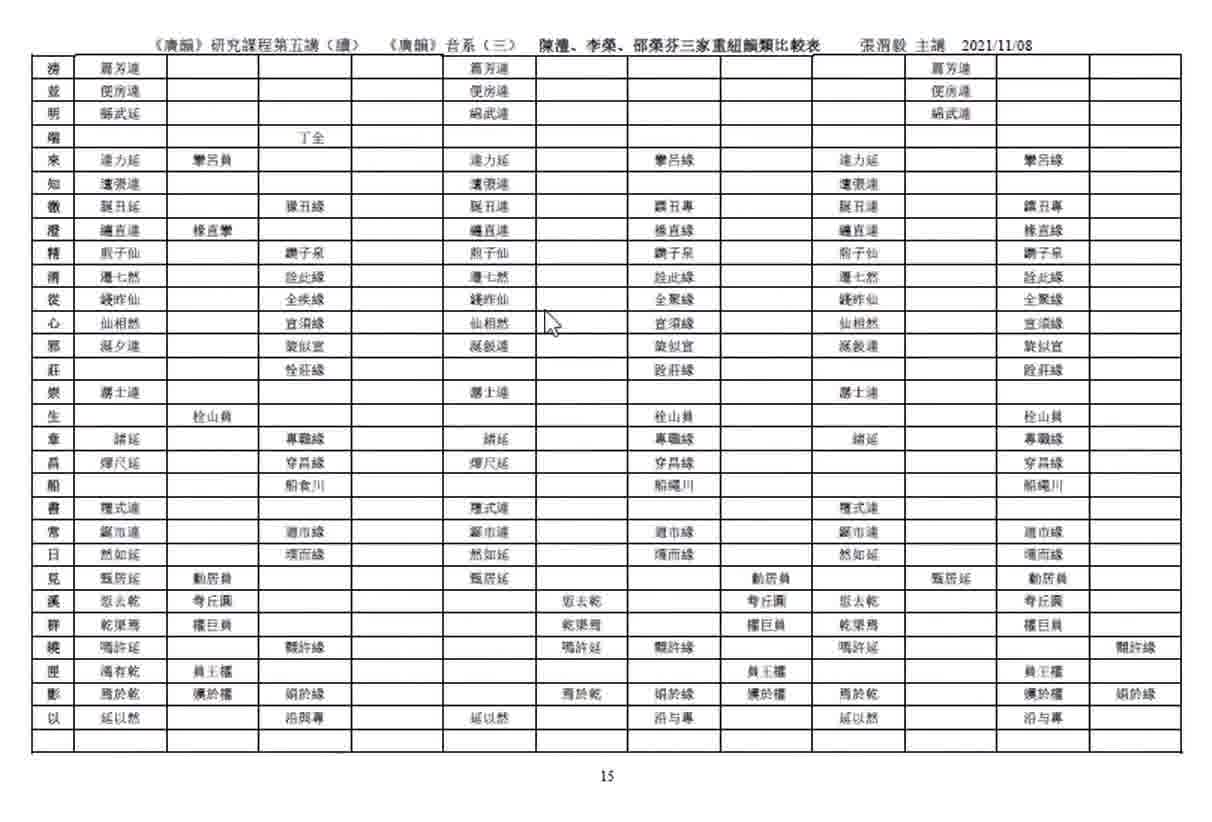 《廣韻》研究課程第五講（續） 《廣韻》音系（三） 陳澧、李榮、邵榮芬三家重紐韻類比較表 張渭毅 主講 2021/11/08
滂 篇芳連 篇芳連 篇芳連
並 便房連 便房連 便房連
明 緜武延 綿武連 綿武連
端 丁全
來 連力延 攣呂員 連力延 攣呂緣 連力延 攣呂緣
知 邅張連 邅張連 邅張連
徹 脠丑延 猭丑緣 脠丑連 丑專 脠丑連 丑專
澄 纏直連 椽直攣 纏直連 椽直緣 纏直連 椽直緣
精 煎子仙 鐫子泉 煎子仙 鐫子泉 煎子仙 鐫子泉
清 遷七然 詮此緣 遷七然 詮此緣 遷七然 詮此緣
從 錢昨仙 全疾緣 錢昨仙 全聚緣 錢昨仙 全聚緣
心 仙相然 宣須緣 仙相然 宣須緣 仙相然 宣須緣
邪 涎夕連 旋似宣 涎敘連 旋似宣 涎敘連 旋似宣
莊 恮莊緣 跧莊緣 跧莊緣
崇 潺士連 潺士連 潺士連
生 栓山員 栓山員 栓山員
章 諸延 專職緣 諸延 專職緣 諸延 專職緣
昌 燀尺延 穿昌緣 燀尺延 穿昌緣 穿昌緣
船 船食川 船繩川 船繩川
書 羶式連 羶式連 羶式連
常 鋋市連 遄市緣 鋋市連 遄市緣 鋋市連 遄市緣
日 然如延 堧而緣 然如延 堧而緣 然如延 堧而緣
見 甄居延 勬居員 甄居延 勬居員 甄居延 勬居員
溪 愆去乾 弮丘圓 愆去乾 弮丘圓 愆去乾 弮丘圓
群 乾渠焉 權巨員 乾渠焉 權巨員 乾渠焉 權巨員
曉 嘕許延 翾許緣 嘕許延 翾許緣 嘕許延 翾許緣
匣 漹有乾 員王權 員王權 員王權
影 焉於乾 嬽於權 娟於緣 焉於乾 娟於緣 嬽於權 焉於乾 嬽於權 娟於緣
以 延以然 沿與專 延以然 沿与專 延以然 沿与專
15